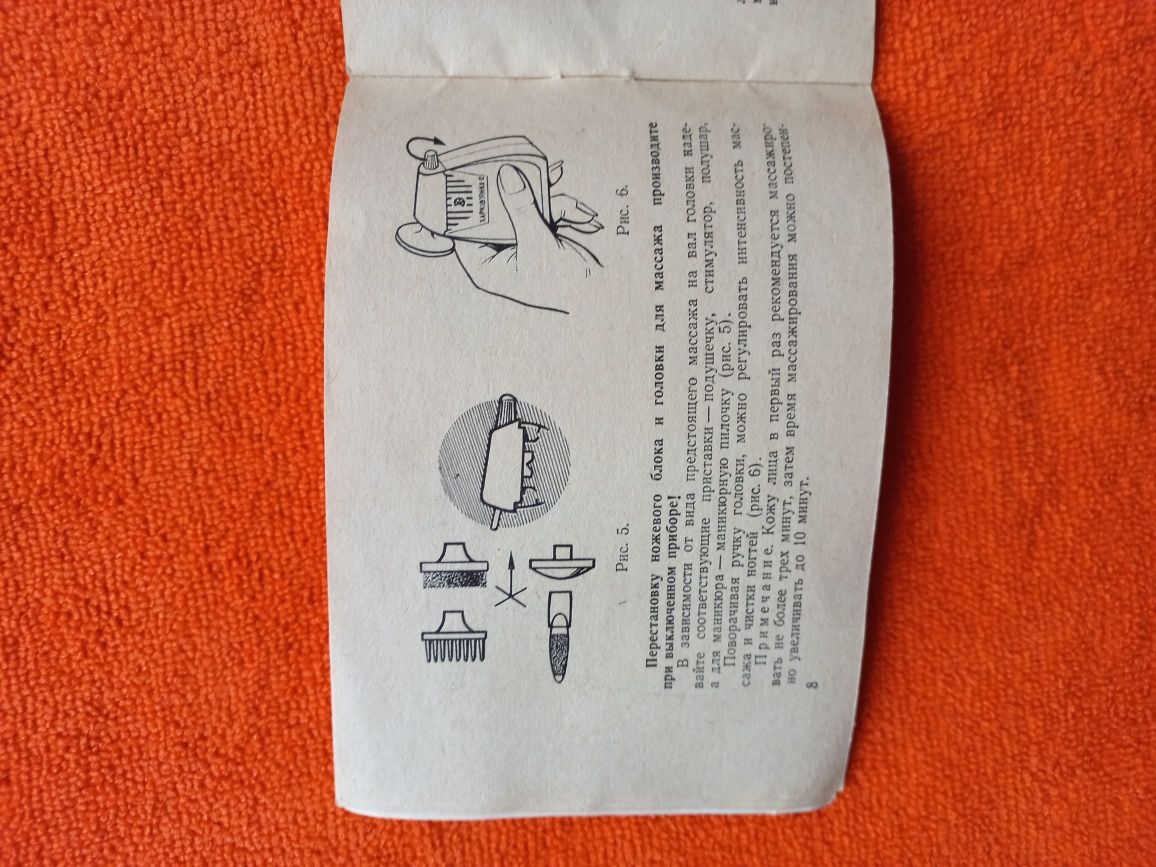 Рис. 5.
Рис. 6.
Перестановку ножевого блока и головки для массажа производите
при выключенном приборе!
В зависимости от вида предстоящего массажа на вал головки наде-
вайте соответствующие приставки — подушечку, стимулятор, полушар,
а для маникюра — маникюрную пилочку (рис. 5).
Поворачивая ручку головки, можно регулировать интенсивность мас-
сажа и чистки ногтей (рис. 6).
Примечание. Кожу лица в первый раз рекомендуется массажиро-
вать не более трех минут, затем время массажирования можно постепен-
но увеличивать до 10 минут.
8